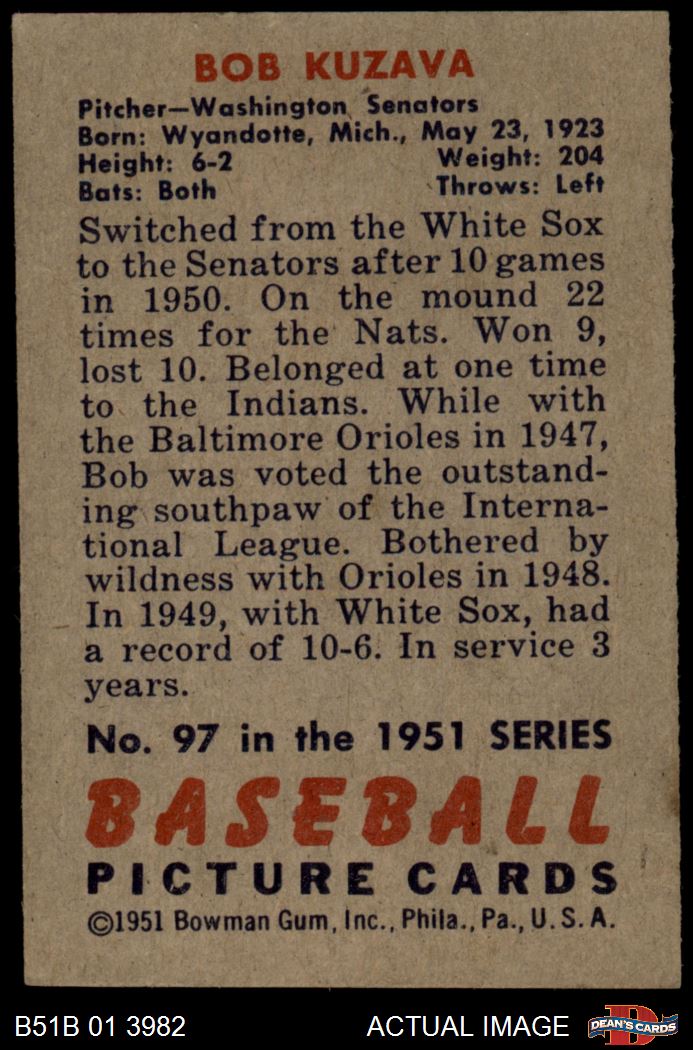 BOB KUZAVA
Pitcher—Washington Senators
Born: Wyandotte, Mich., May 23, 1923
Height: 6-2 Weight: 204
Bats: Both Throws: Left
Switched from the White Sox
to the Senators after 10 games
in 1950. On the mound 22
times for the Nats. Won 9,
lost 10. Belonged at one time
to the Indians. While with
the Baltimore Orioles in 1947,
Bob was voted the outstand-
ing southpaw of the Interna-
tional League. Bothered by
wildness with Orioles in 1948.
In 1949, with White Sox, had
a record of 10-6. In service 3
years.
No. 97 in the 1951 SERIES
BASEBALL
PICTURE CARDS
©1951 Bowman Gum, Inc., Phila., Pa., U. S. A.
B51B 01 3982 ACTUAL IMAGE D DEAN'S CARDS